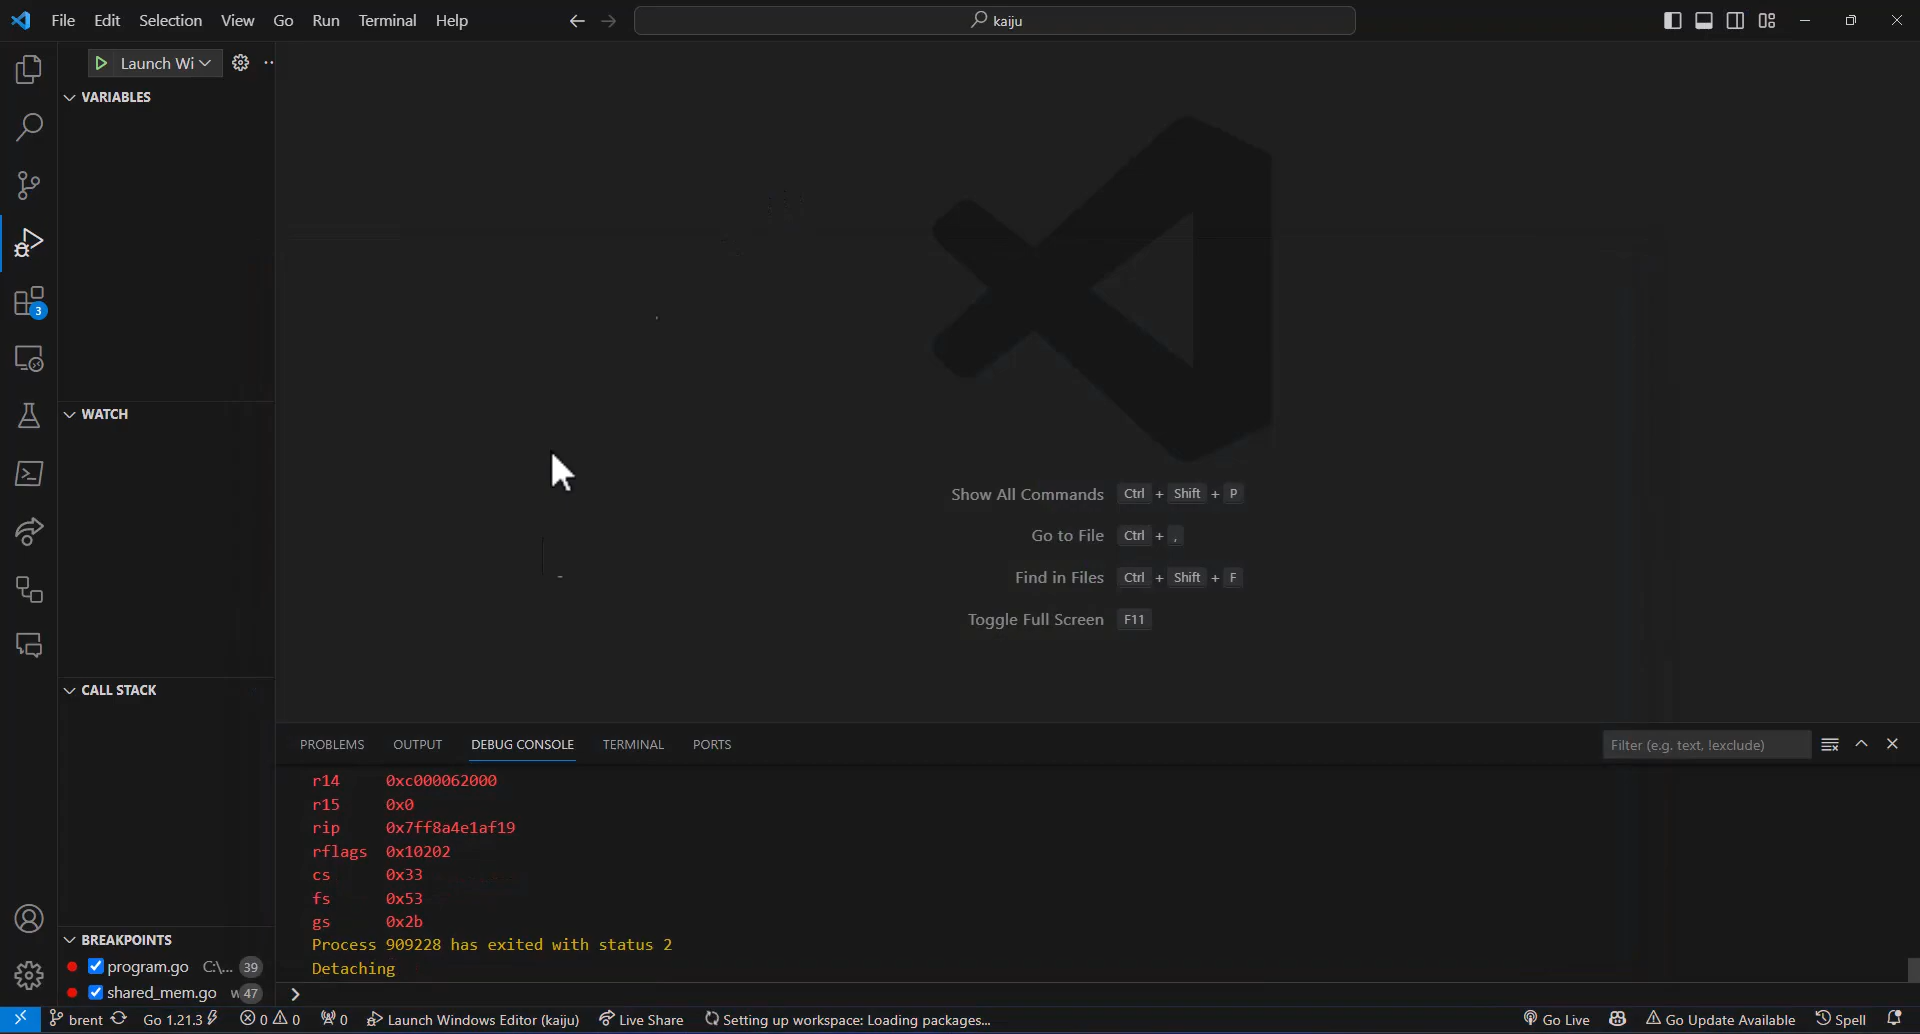 File Edit Selection View Go Run Terminal Help
kaiju
Launch Wi
VARIABLES
3
WATCH
Show All Commands Ctrl + Shift + P
Go to File Ctrl + ,
Find in Files Ctrl + Shift + F
Toggle Full Screen F11
CALL STACK
PROBLEMS OUTPUT DEBUG CONSOLE TERMINAL PORTS
Filter (e.g. text, !exclude)
r14 0xc000062000
r15 0x0
rip 0x7ff8a4e1af19
rflags 0x10202
cs 0x33
fs 0x53
gs 0x2b
Process 909228 has exited with status 2
Detaching
BREAKPOINTS
program.go C:\... 39
shared_mem.go w 47
brent Go 1.21.3 0 0 0 Launch Windows Editor (kaiju) Live Share Setting up workspace: Loading packages... Go Live Go Update Available Spell